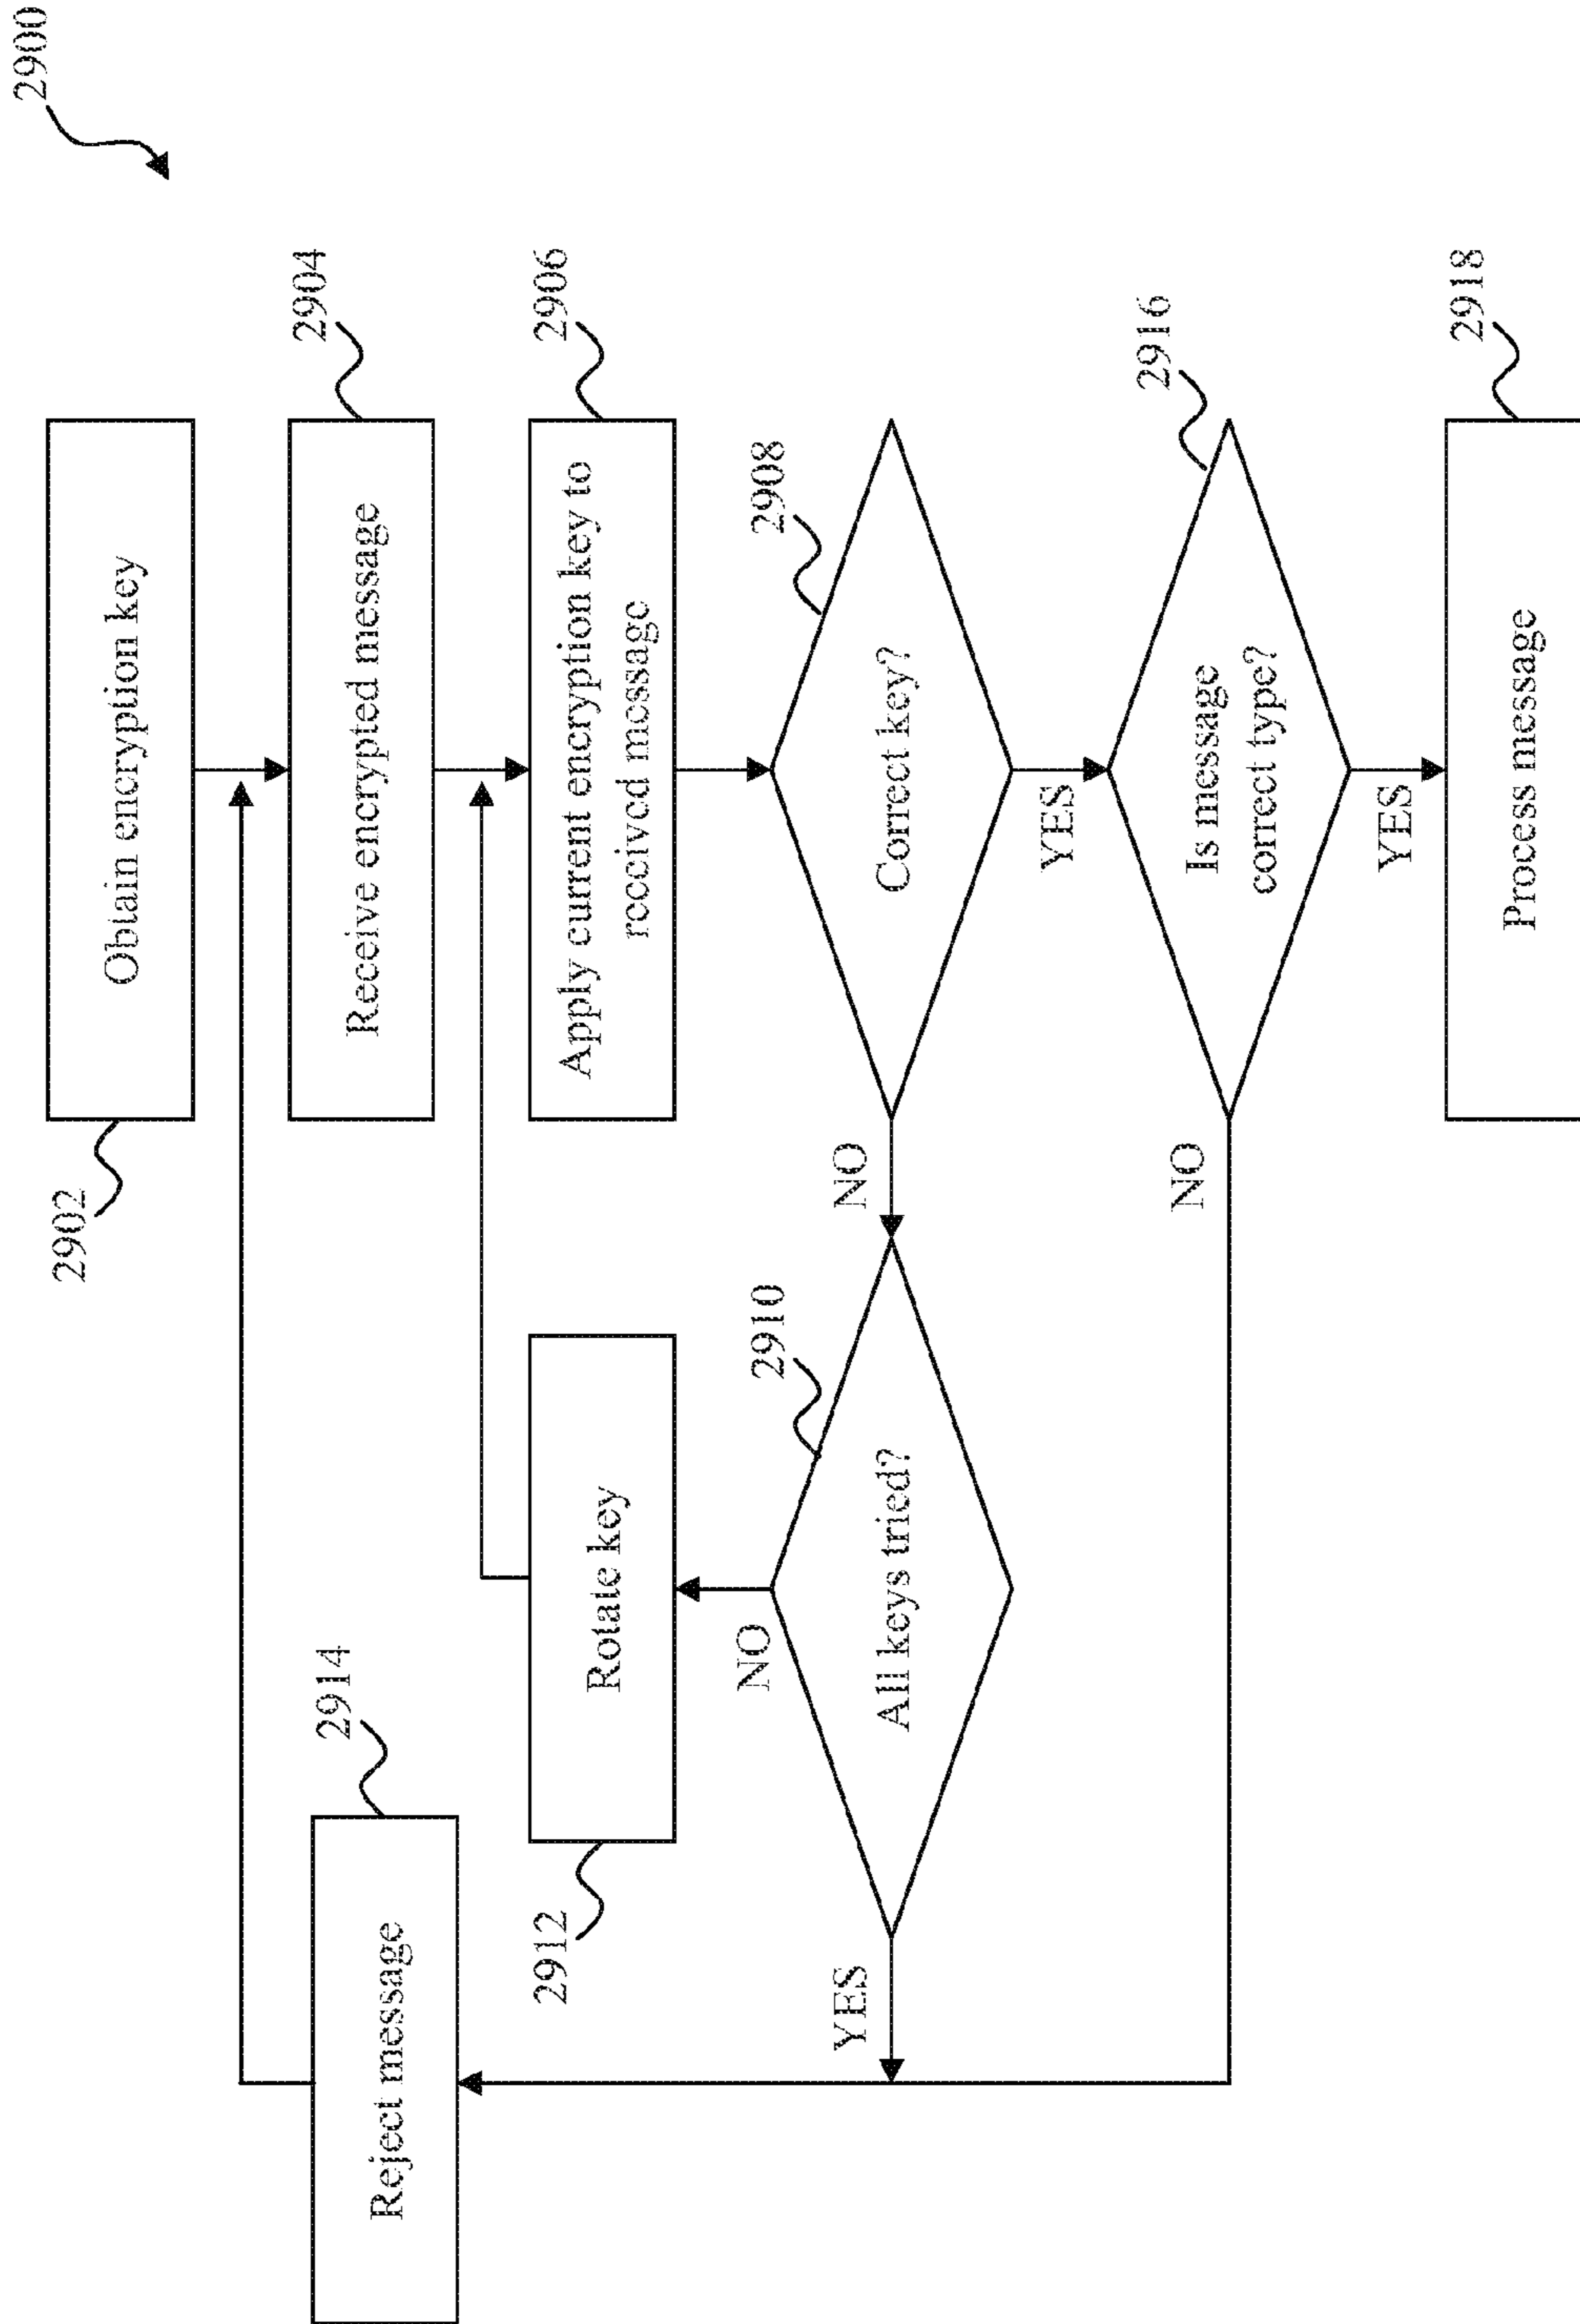 2900
Obtain encryption key
2902
Receive encrypted message
2904
Apply current encryption key to
received message
2906
Correct key?
2908
NO
YES
All keys tried?
2910
NO
YES
Rotate key
2912
Reject message
2914
Is message
correct type?
2916
NO
YES
Process message
2918